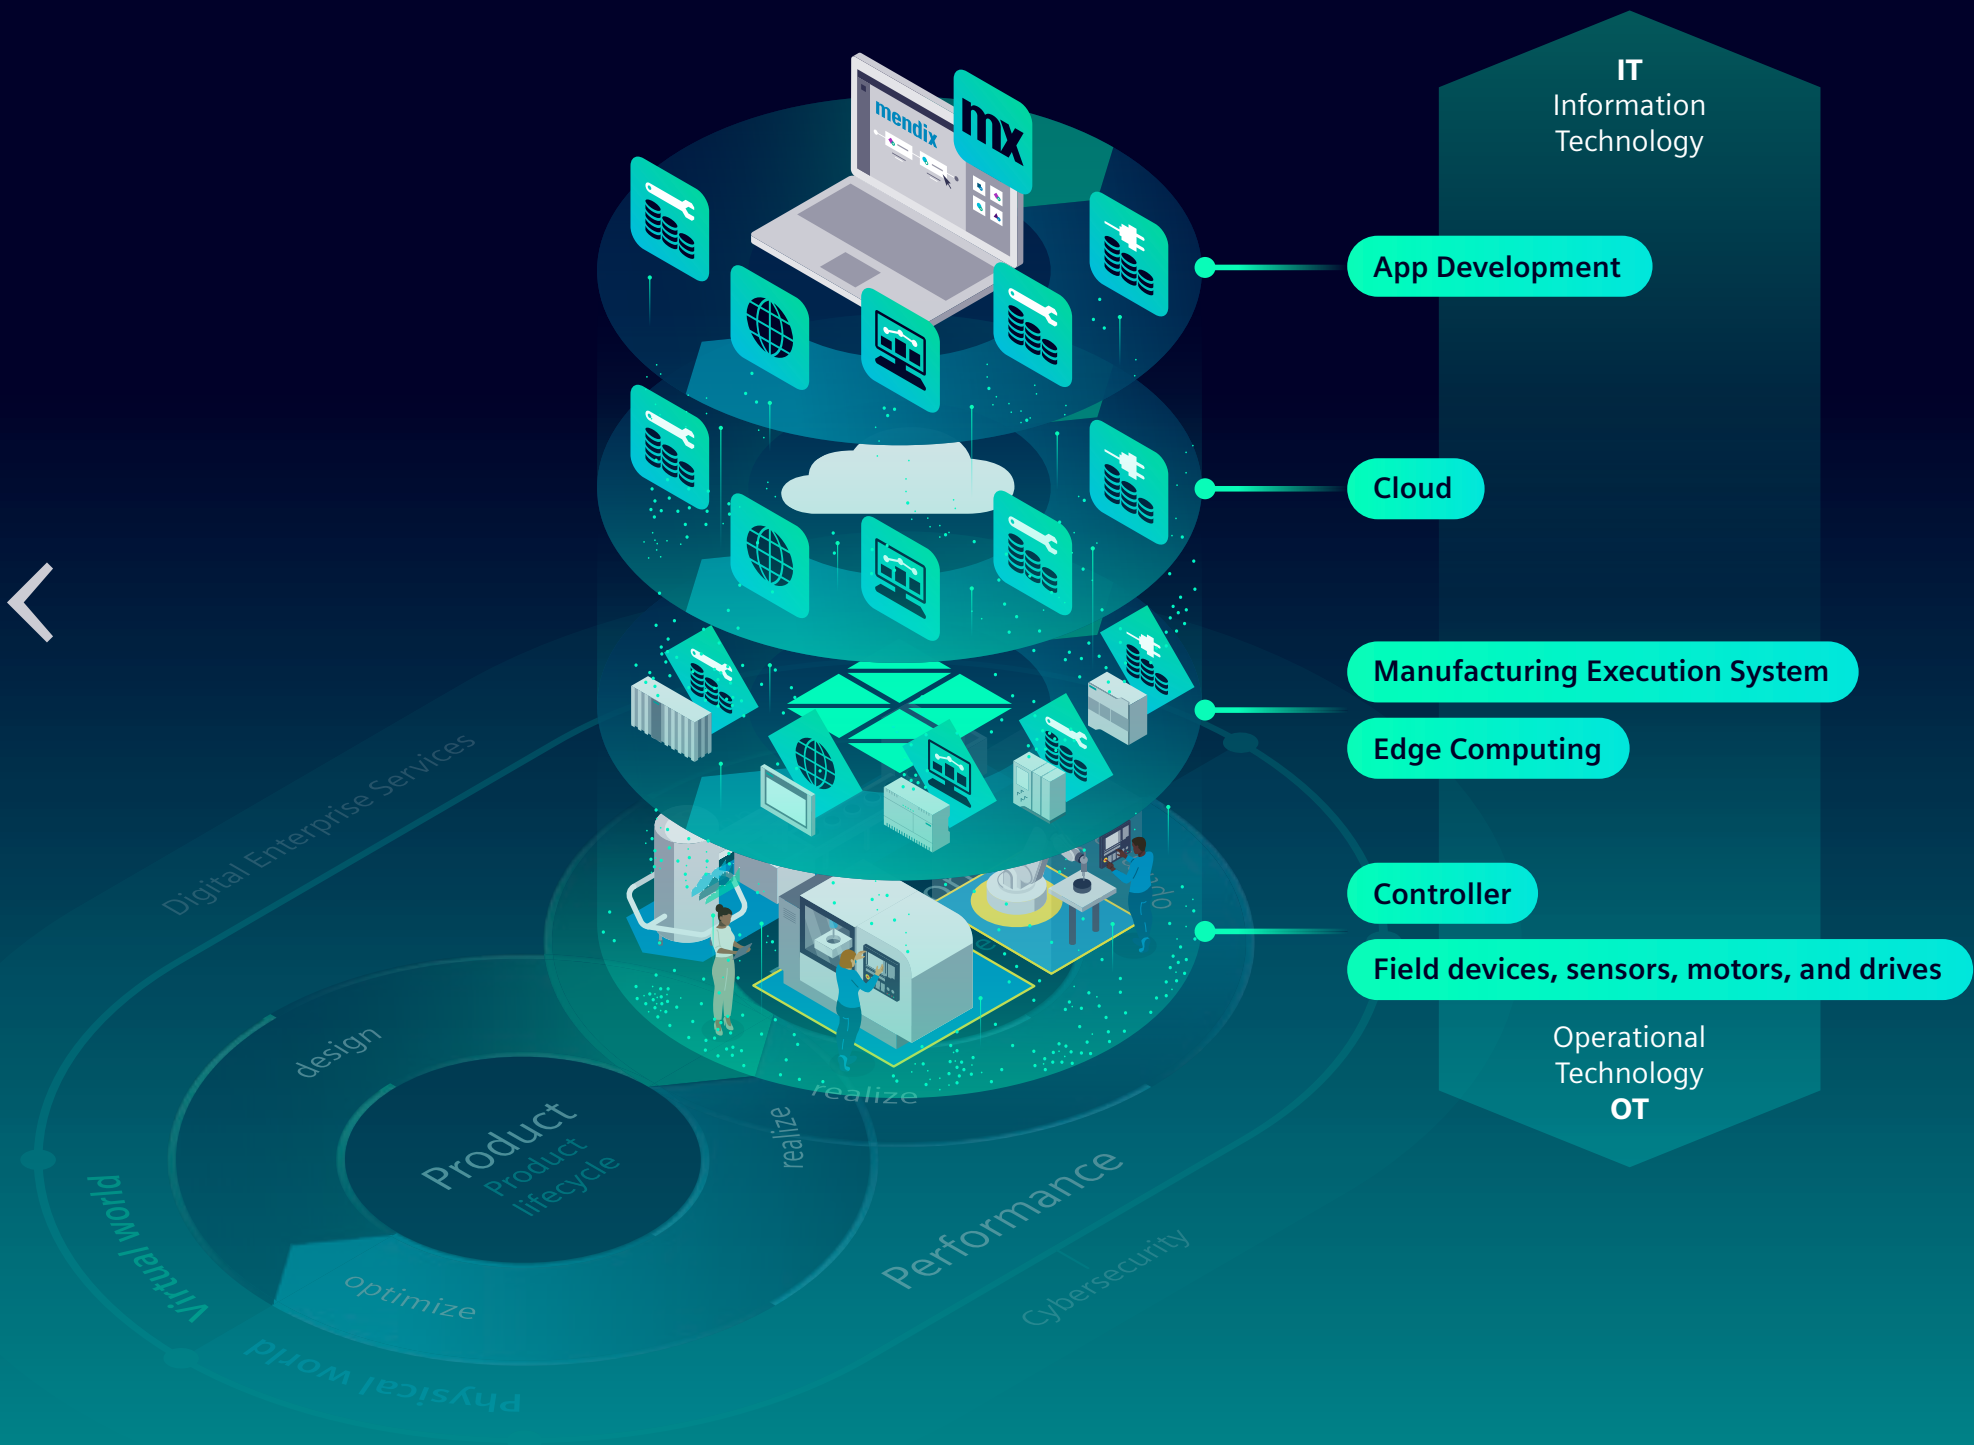 IT
Information
Technology
mendix
mx
App Development
Cloud
Manufacturing Execution System
Edge Computing
Controller
Field devices, sensors, motors, and drives
Operational
Technology
OT
Digital Enterprise Services
design
Product
Product
lifecycle
realize
realize
optimize
Virtual world
Physical world
Performance
Cybersecurity